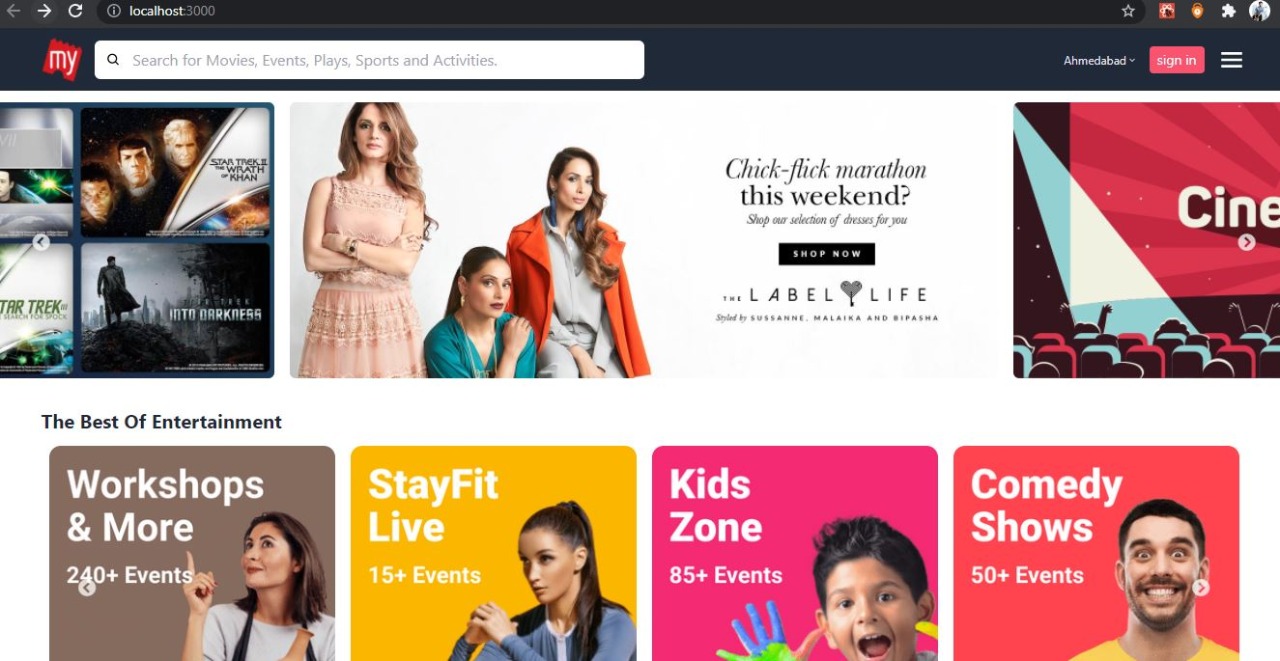 localhost:3000
my
Search for Movies, Events, Plays, Sports and Activities.
Ahmedabad
sign in
VII
STAR TREK II
THE WRATH
OF KHAN
TAR TREK III
SEARCH FOR SPOCK
STAR TREK
INTO DARKNESS
Chick-flick marathon
this weekend?
Shop our selection of dresses for you
SHOP NOW
THE LABEL LIFE
Styled by SUSSANNE, MALAIKA AND BIPASHA
Cine
The Best Of Entertainment
Workshops
& More
240+ Events
StayFit
Live
15+ Events
Kids
Zone
85+ Events
Comedy
Shows
50+ Events